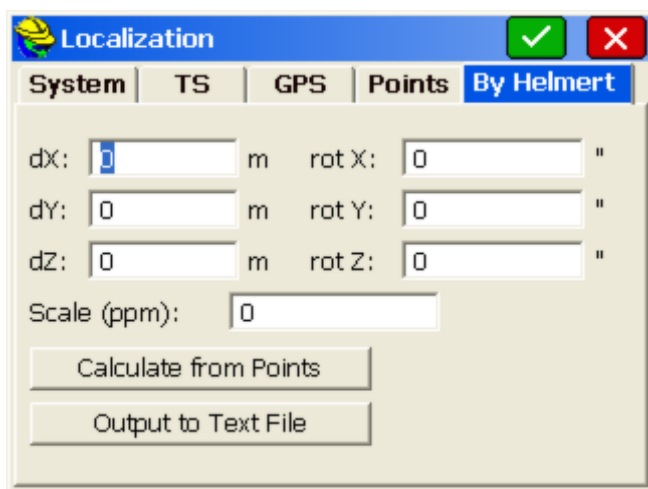 Localization
System TS GPS Points By Helmert
dX: 0 m rot X: 0 "
dY: 0 m rot Y: 0 "
dZ: 0 m rot Z: 0 "
Scale (ppm): 0
Calculate from Points
Output to Text File